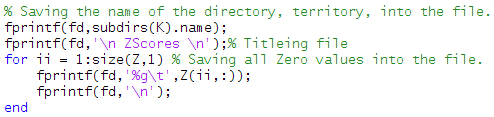 % Saving the name of the directory, territory, into the file.
fprintf(fd,subdirs(K).name);
fprintf(fd,'\n ZScores \n');% Titleing file
for ii = 1:size(Z,1) % Saving all Zero values into the file.
    fprintf(fd,'%g\t',Z(ii,:));
    fprintf(fd,'\n');
end